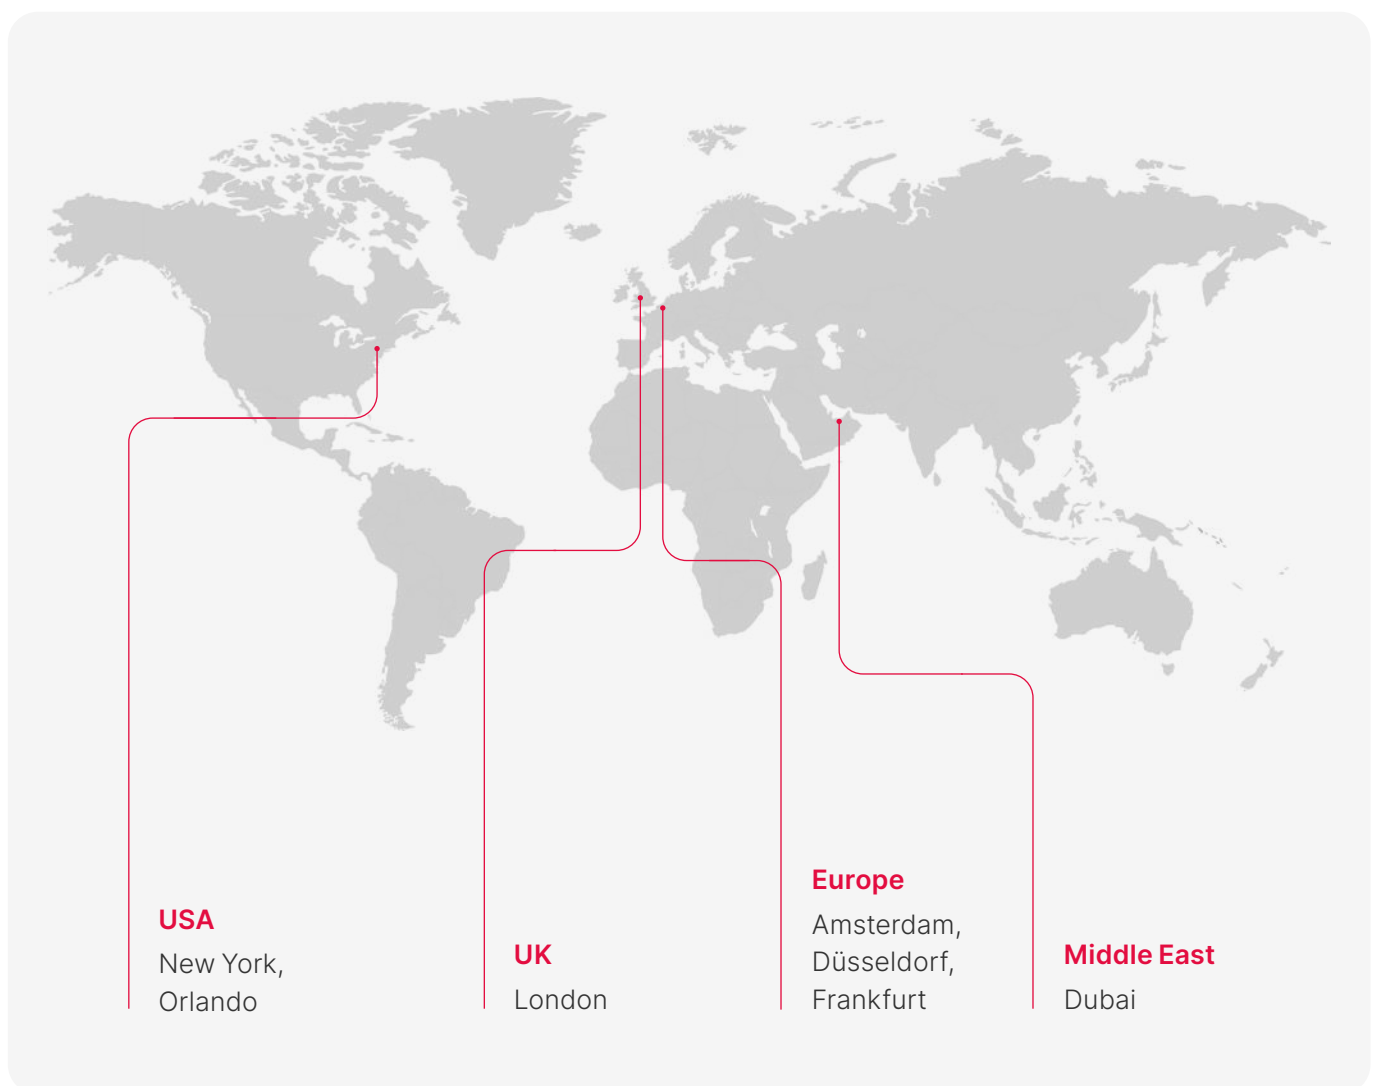 USA
New York,
Orlando
UK
London
Europe
Amsterdam,
Düsseldorf,
Frankfurt
Middle East
Dubai